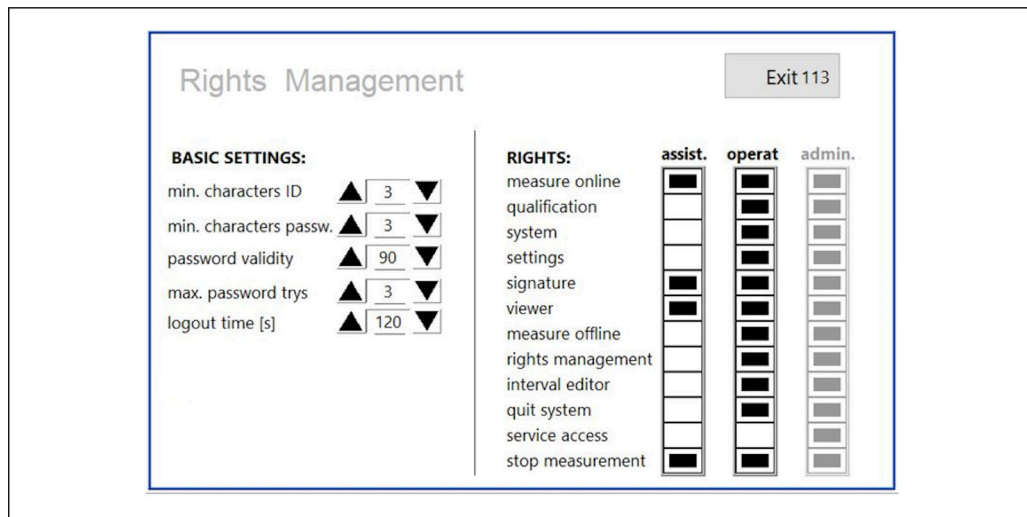 Rights Management
Exit 113
BASIC SETTINGS:
min. characters ID 3
min. characters passw. 3
password validity 90
max. password trys 3
logout time [s] 120
RIGHTS: assist. operat admin.
measure online
qualification
system
settings
signature
viewer
measure offline
rights management
interval editor
quit system
service access
stop measurement